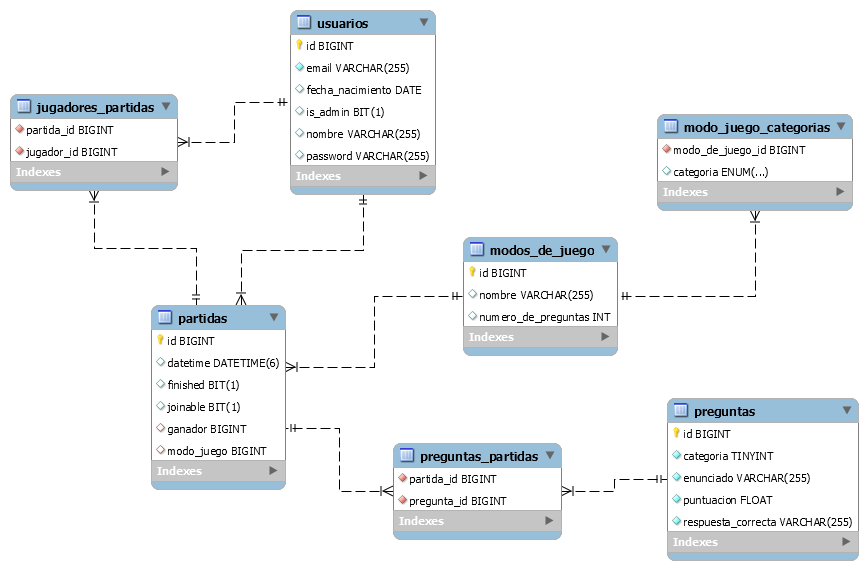 usuarios
id BIGINT
email VARCHAR(255)
fecha_nacimiento DATE
is_admin BIT(1)
nombre VARCHAR(255)
password VARCHAR(255)
Indexes
jugadores_partidas
partida_id BIGINT
jugador_id BIGINT
Indexes
modo_juego_categorias
modo_de_juego_id BIGINT
categoria ENUM(...)
Indexes
modos_de_juego
id BIGINT
nombre VARCHAR(255)
numero_de_preguntas INT
Indexes
partidas
id BIGINT
datetime DATETIME(6)
finished BIT(1)
joinable BIT(1)
ganador BIGINT
modo_juego BIGINT
Indexes
preguntas_partidas
partida_id BIGINT
pregunta_id BIGINT
Indexes
preguntas
id BIGINT
categoria TINYINT
enunciado VARCHAR(255)
puntuacion FLOAT
respuesta_correcta VARCHAR(255)
Indexes